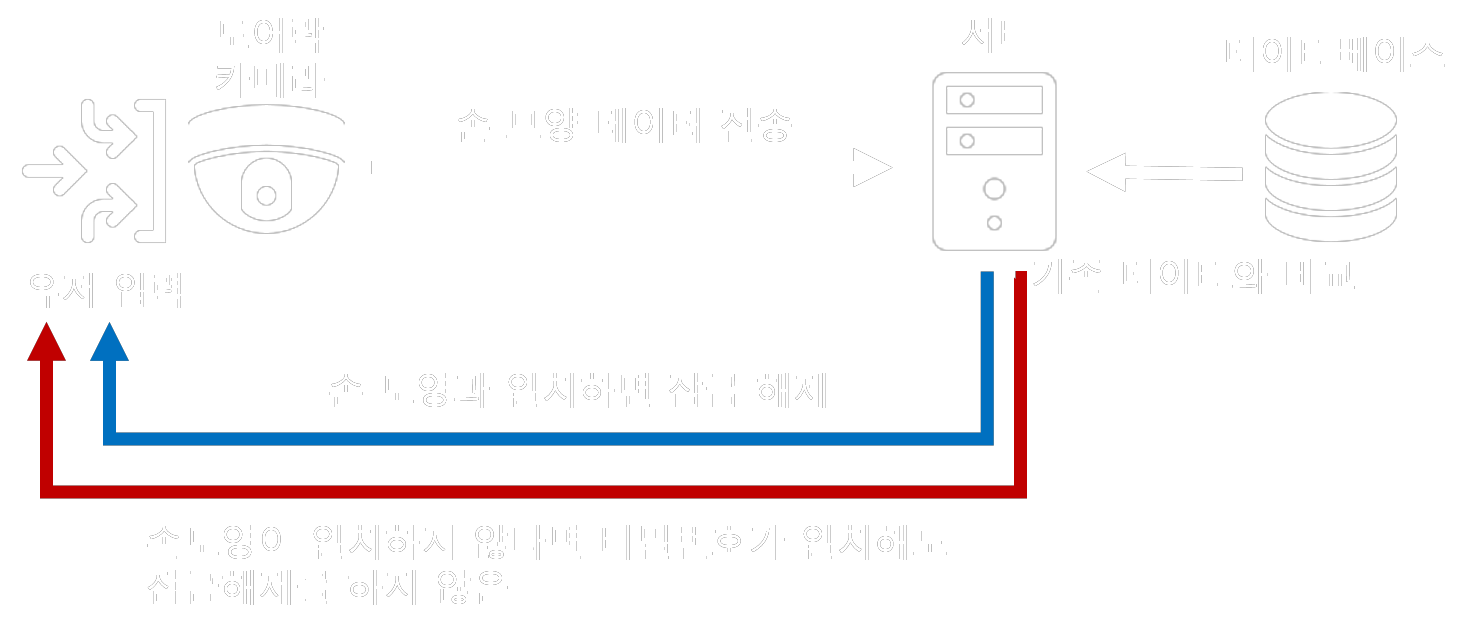 도어락
카메라
서버
데이터 베이스
손 모양 데이터 전송
유저 입력
기존 데이터와 비교
손 모양과 일치하면 잠금 해제
손모양이 일치하지 않다면 비밀번호가 일치해도
잠금해제를 하지 않음